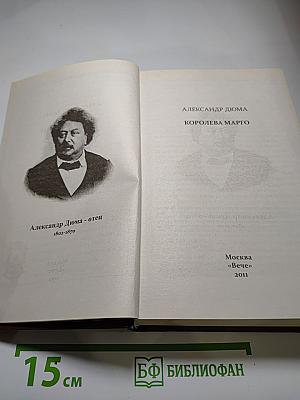 Александр Дюма - отец
1802-1870
АЛЕКСАНДР ДЮМА
КОРОЛЕВА МАРГО
Москва
«Вече»
2011
15 см
БФ БИБЛИОФАН